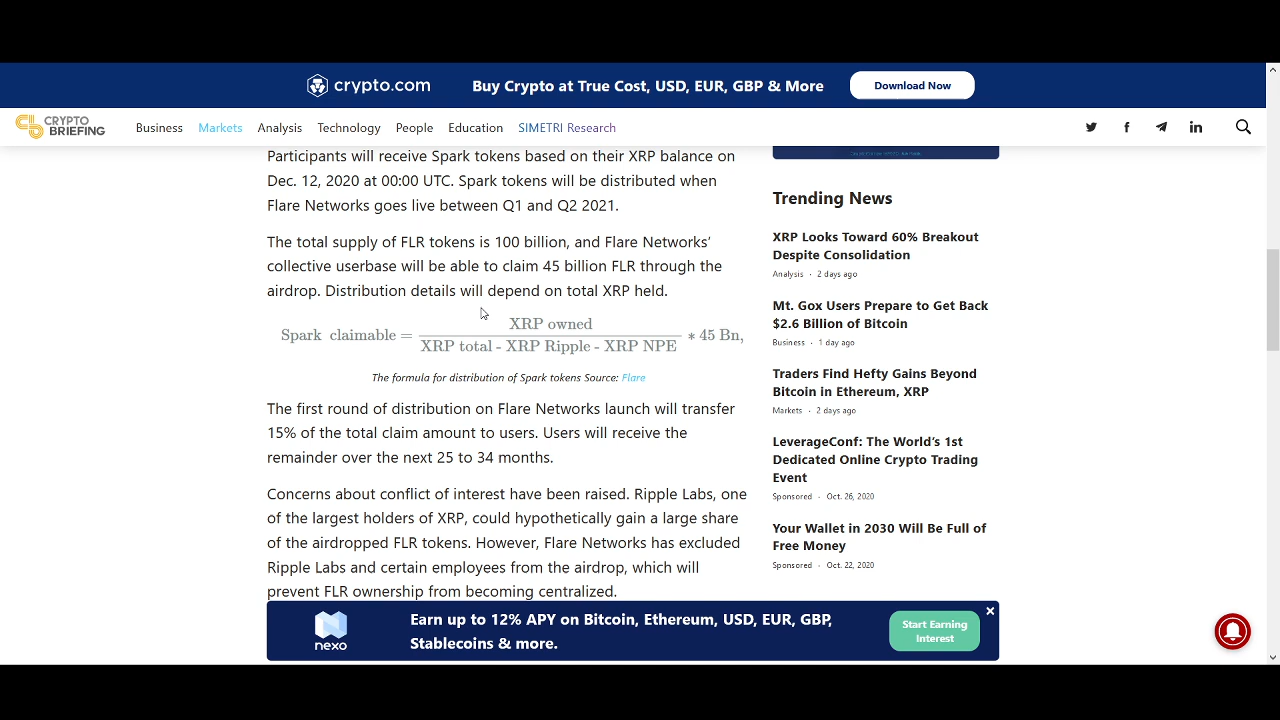 crypto.com
Buy Crypto at True Cost, USD, EUR, GBP & More
Download Now
CRYPTO
BRIEFING
Business Markets Analysis Technology People Education SIMETRI Research
Participants will receive Spark tokens based on their XRP balance on
Dec. 12, 2020 at 00:00 UTC. Spark tokens will be distributed when
Flare Networks goes live between Q1 and Q2 2021.
The total supply of FLR tokens is 100 billion, and Flare Networks’
collective userbase will be able to claim 45 billion FLR through the
airdrop. Distribution details will depend on total XRP held.
XRP owned
Spark claimable = * 45 Bn,
XRP total - XRP Ripple - XRP NPE
The formula for distribution of Spark tokens Source: Flare
The first round of distribution on Flare Networks launch will transfer
15% of the total claim amount to users. Users will receive the
remainder over the next 25 to 34 months.
Concerns about conflict of interest have been raised. Ripple Labs, one
of the largest holders of XRP, could hypothetically gain a large share
of the airdropped FLR tokens. However, Flare Networks has excluded
Ripple Labs and certain employees from the airdrop, which will
prevent FLR ownership from becoming centralized.
Trending News
XRP Looks Toward 60% Breakout
Despite Consolidation
Analysis · 2 days ago
Mt. Gox Users Prepare to Get Back
$2.6 Billion of Bitcoin
Business · 1 day ago
Traders Find Hefty Gains Beyond
Bitcoin in Ethereum, XRP
Markets · 2 days ago
LeverageConf: The World’s 1st
Dedicated Online Crypto Trading
Event
Sponsored · Oct. 26, 2020
Your Wallet in 2030 Will Be Full of
Free Money
Sponsored · Oct. 22, 2020
nexo
Earn up to 12% APY on Bitcoin, Ethereum, USD, EUR, GBP,
Stablecoins & more.
Start Earning
Interest